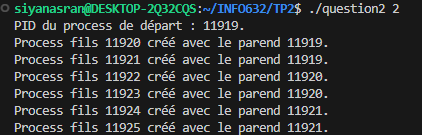 siyanasran@DESKTOP-2Q32CQS:~/INFO632/TP2$ ./question2 2
PID du process de départ : 11919.
Process fils 11920 créé avec le parend 11919.
Process fils 11921 créé avec le parend 11919.
Process fils 11922 créé avec le parend 11920.
Process fils 11923 créé avec le parend 11920.
Process fils 11924 créé avec le parend 11921.
Process fils 11925 créé avec le parend 11921.